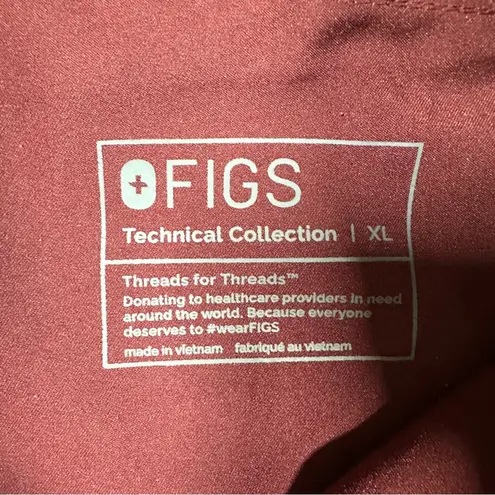 FIGS
Technical Collection | XL
Threads for Threads™
Donating to healthcare providers in need
around the world. Because everyone
deserves to #wearFIGS
made in vietnam fabriqué au vietnam